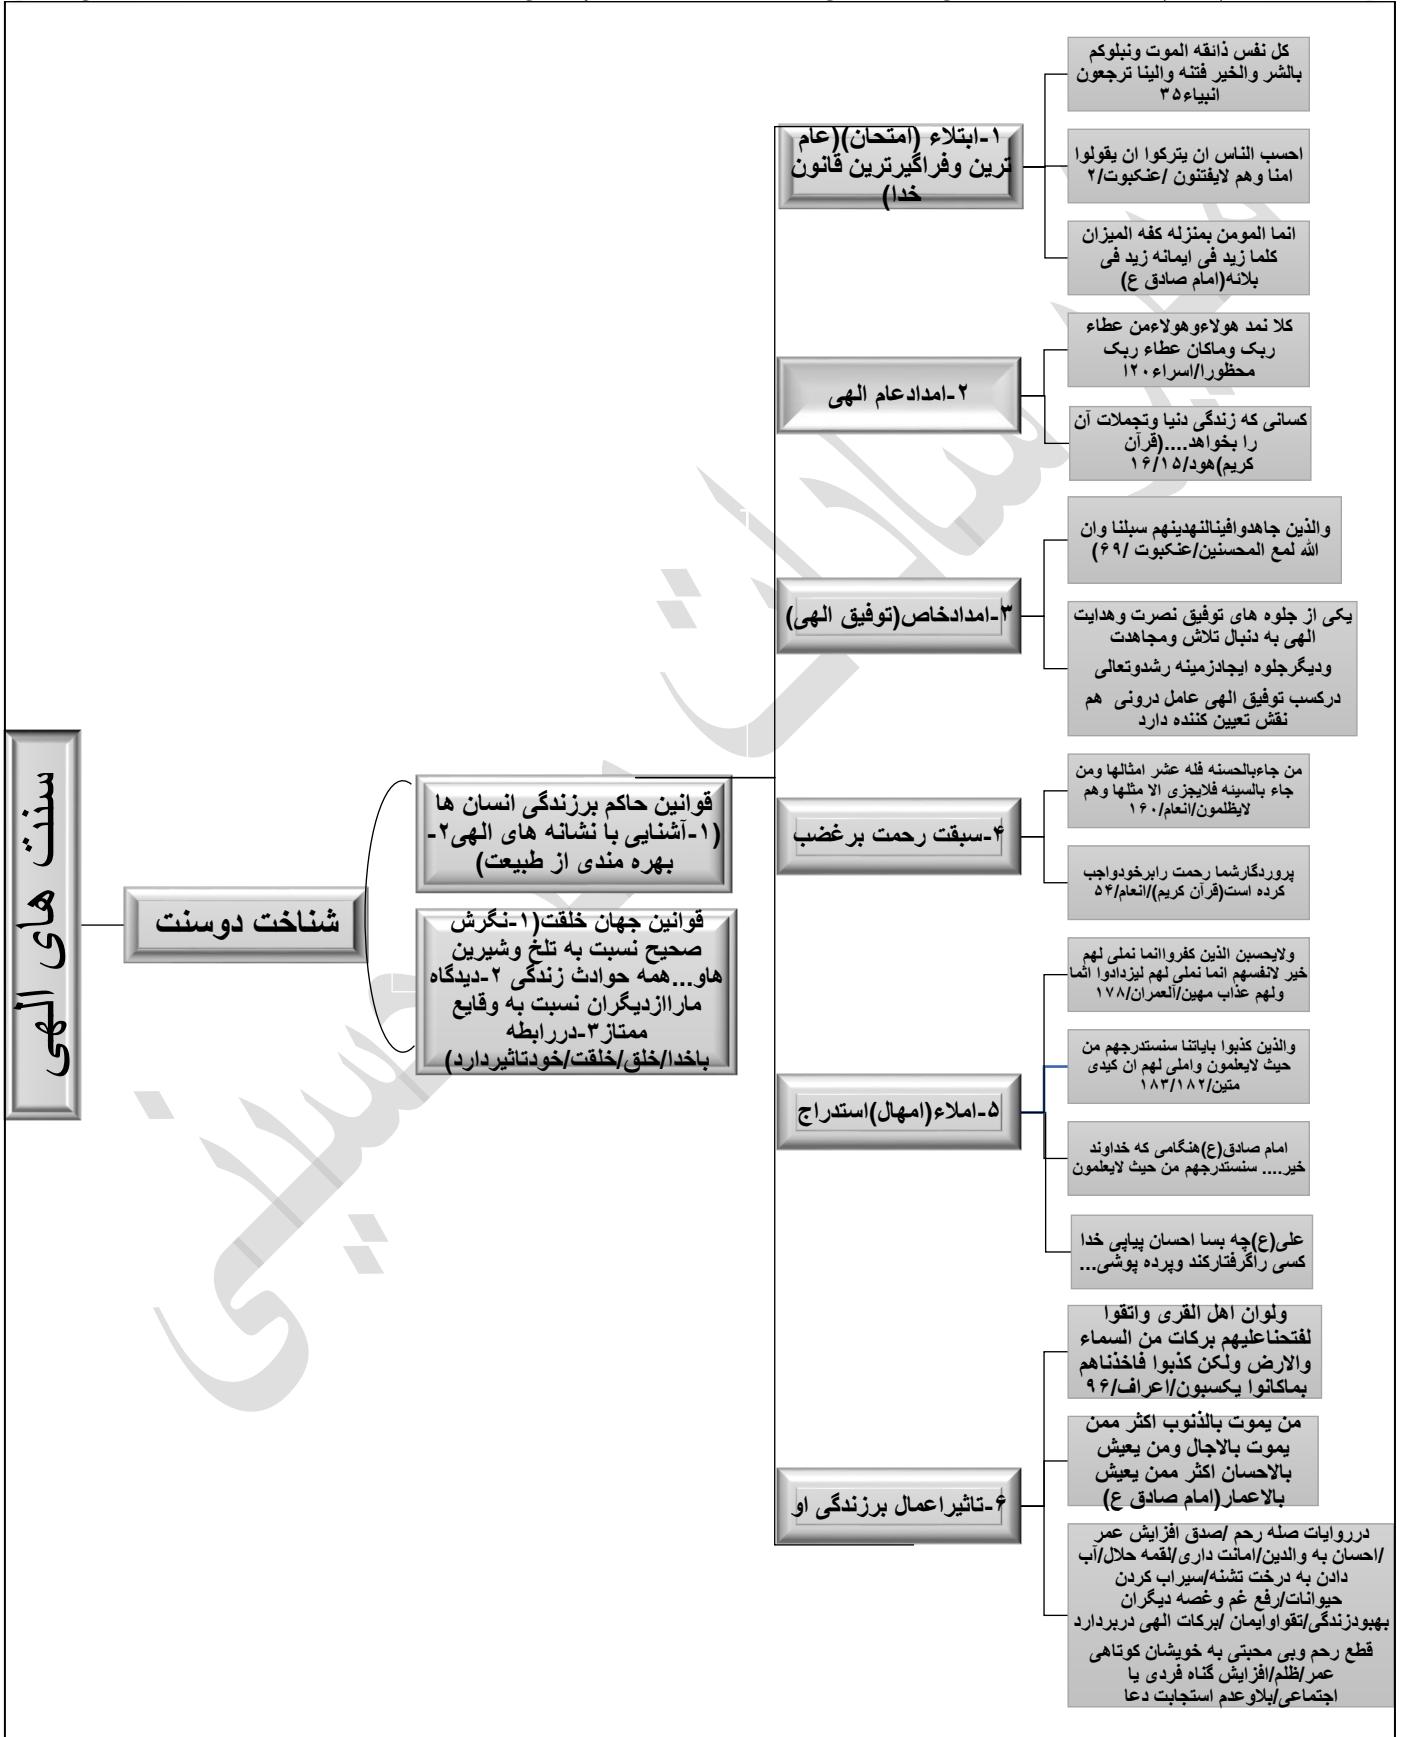 سنت های الهی
شناخت دوسنت
قوانین حاکم برزندگی انسان ها
(۱-آشنایی با نشانه های الهی۲-
بهره مندی از طبیعت)
قوانین جهان خلقت(۱-نگرش
صحیح نسبت به تلخ وشیرین
هاو...همه حوادث زندگی ۲-دیدگاه
ماراازدیگران نسبت به وقایع
ممتاز۳-دررابطه
باخدا/خلق/خلقت/خودتاثیردارد)
۱-ابتلاء (امتحان)(عام
ترین وفراگیرترین قانون
خدا)
کل نفس ذائقه الموت ونبلوکم
بالشر والخیر فتنه والینا ترجعون
انبیاء۳۵
احسب الناس ان یترکوا ان یقولوا
امنا وهم لایفتنون /عنکبوت/۲
انما المومن بمنزله کفه المیزان
کلما زید فی ایمانه زید فی
بلائه(امام صادق ع)
۲-امدادعام الهی
کلا نمد هولاءوهولاءمن عطاء
ربک وماکان عطاء ربک
محظورا/اسراء۱۲۰
کسانی که زندگی دنیا وتجملات آن
را بخواهد....(قرآن
کریم)هود/۱۶/۱۵
۳-امدادخاص(توفیق الهی)
والذین جاهدوافینالنهدینهم سبلنا وان
الله لمع المحسنین/عنکبوت /۶۹)
یکی از جلوه های توفیق نصرت وهدایت
الهی به دنبال تلاش ومجاهدت
ودیگرجلوه ایجادزمینه رشدوتعالی
درکسب توفیق الهی عامل درونی هم
نقش تعیین کننده دارد
۴-سبقت رحمت برغضب
من جاءبالحسنه فله عشر امثالها ومن
جاء بالسینه فلایجزی الا مثلها وهم
لایظلمون/انعام/۱۶۰
پروردگارشما رحمت رابرخودواجب
کرده است(قرآن کریم)/انعام/۵۴
۵-املاء(امهال)استدراج
ولایحسبن الذین کفرواانما نملی لهم
خیر لانفسهم انما نملی لهم لیزدادوا اثما
ولهم عذاب مهین/آلعمران/۱۷۸
والذین کذبوا بایاتنا سنستدرجهم من
حیث لایعلمون واملی لهم ان کیدی
متین/۱۸۳/۱۸۲
امام صادق(ع)هنگامی که خداوند
خیر.... سنستدرجهم من حیث لایعلمون
علی(ع)چه بسا احسان پیاپی خدا
کسی راگرفتارکند وپرده پوشی...
۶-تاثیراعمال برزندگی او
ولوان اهل القری واتقوا
لفتحناعلیهم برکات من السماء
والارض ولکن کذبوا فاخذناهم
بماکانوا یکسبون/اعراف/۹۶
من یموت بالذنوب اکثر ممن
یموت بالاجال ومن یعیش
بالاحسان اکثر ممن یعیش
بالاعمار(امام صادق ع)
درروایات صله رحم /صدق افزایش عمر
/احسان به والدین/امانت داری/لقمه حلال/آب
دادن به درخت تشنه/سیراب کردن
حیوانات/رفع غم وغصه دیگران
بهبودزندگی/تقواوایمان /برکات الهی دربردارد
قطع رحم وبی محبتی به خویشان کوتاهی
عمر/ظلم/افزایش گناه فردی یا
اجتماعی/بلاوعدم استجابت دعا